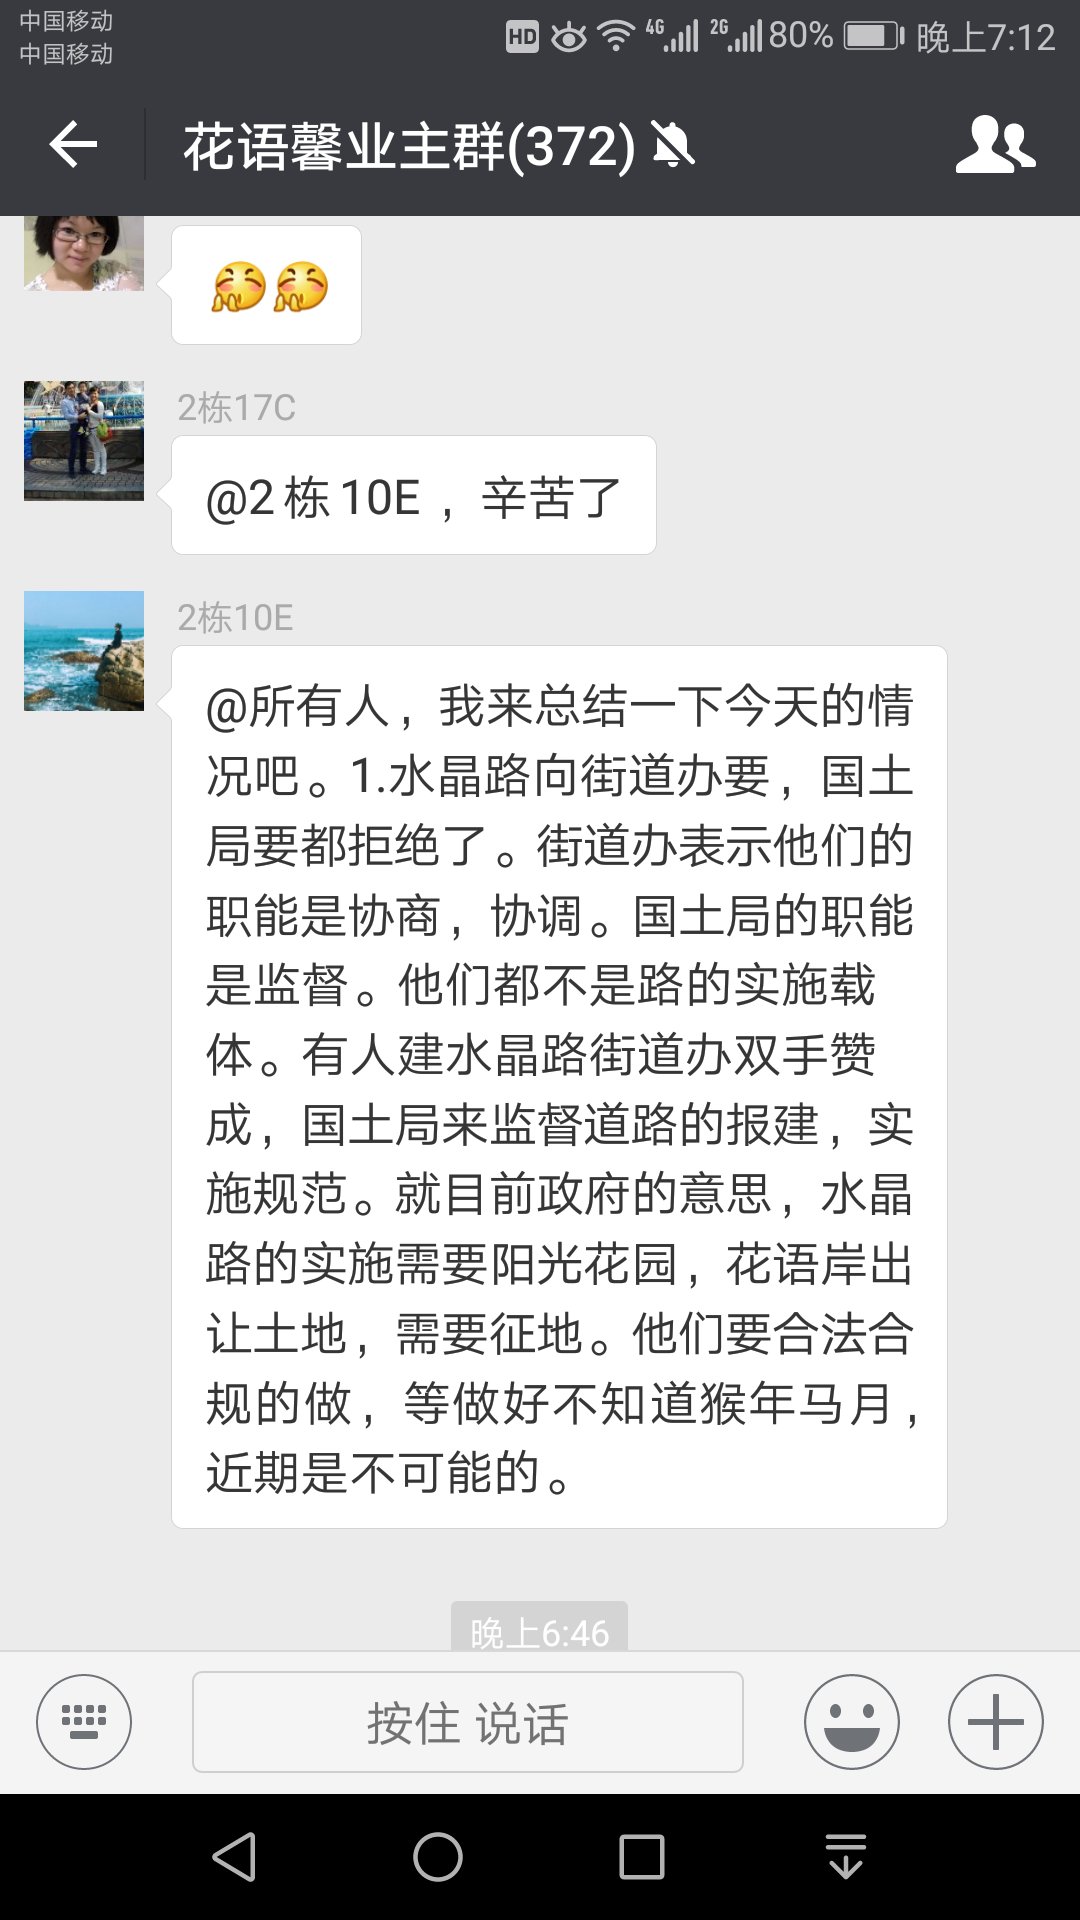 中国移动
中国移动
HD 4G 2G 80% 晚上7:12
花语馨业主群(372)
2栋17C
@2栋10E，辛苦了
2栋10E
@所有人，我来总结一下今天的情
况吧。1.水晶路向街道办要，国土
局要都拒绝了。街道办表示他们的
职能是协商，协调。国土局的职能
是监督。他们都不是路的实施载
体。有人建水晶路街道办双手赞
成，国土局来监督道路的报建，实
施规范。就目前政府的意思，水晶
路的实施需要阳光花园，花语岸出
让土地，需要征地。他们要合法合
规的做，等做好不知道猴年马月，
近期是不可能的。
晚上6:46
按住 说话